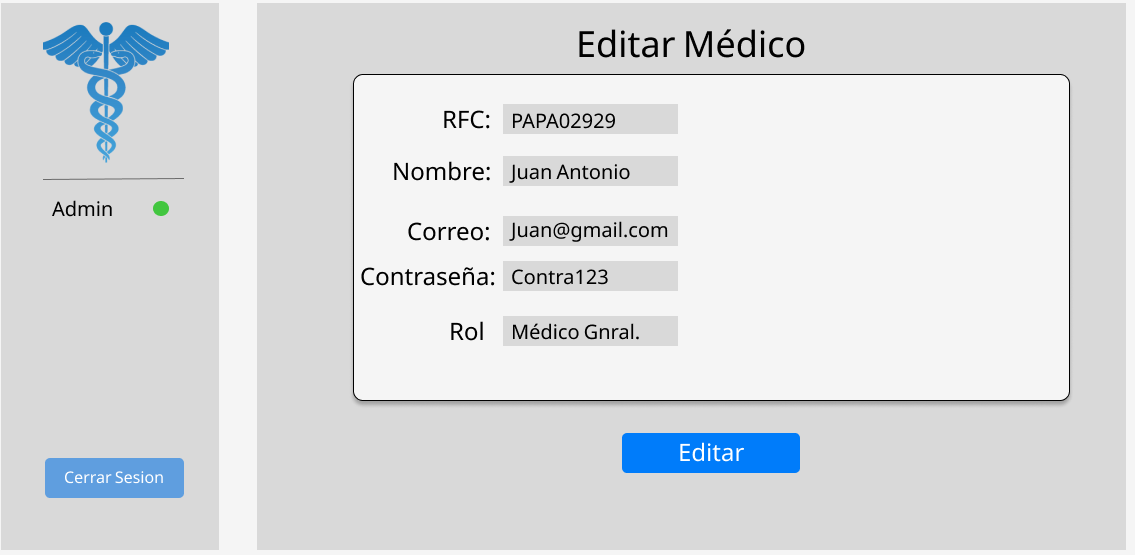 Editar Médico
RFC: PAPA02929
Nombre: Juan Antonio
Admin
Correo: Juan@gmail.com
Contraseña: Contra123
Rol Médico Gnral.
Editar
Cerrar Sesion